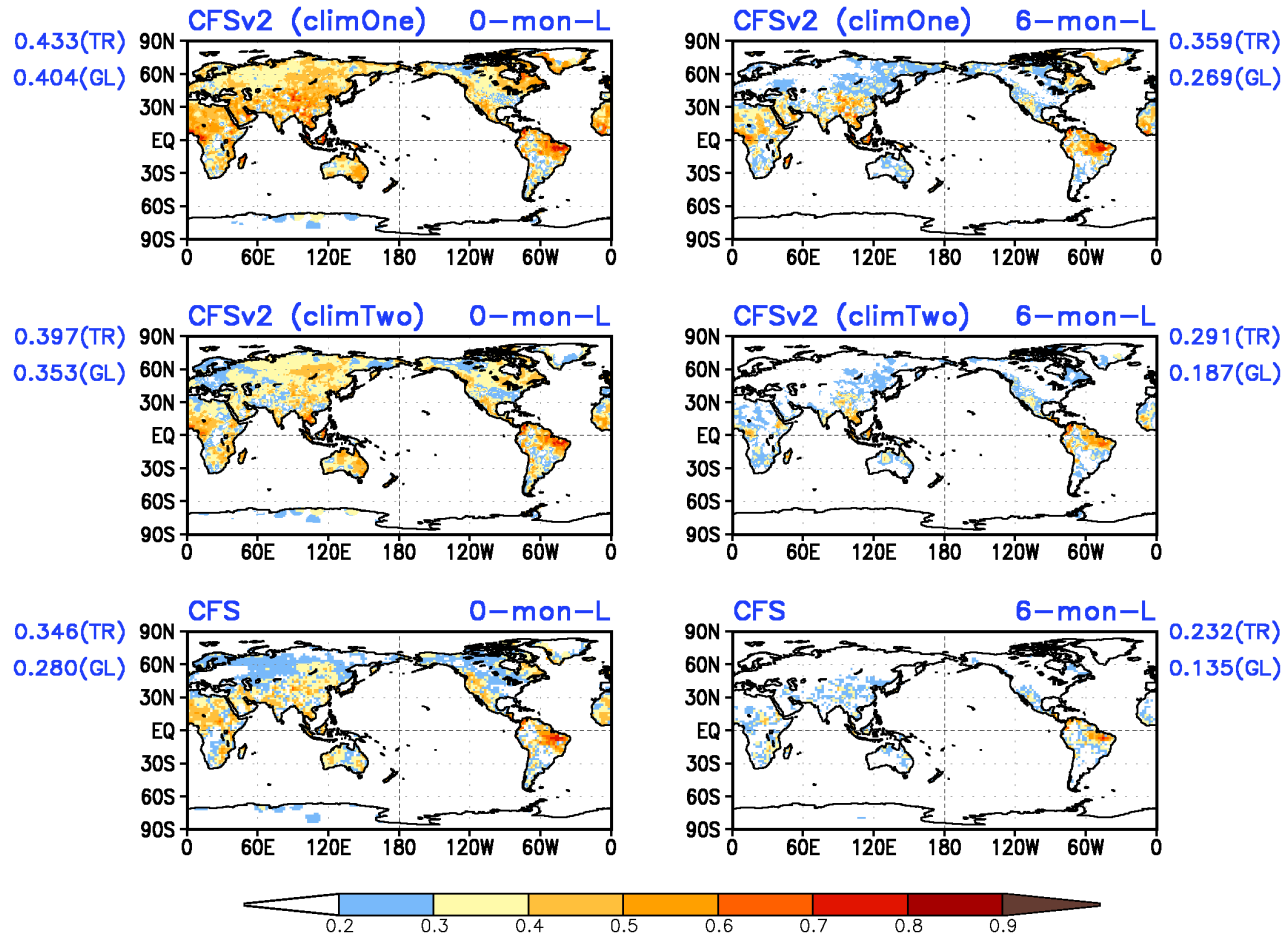 CFSv2 (climOne) 0-mon-L
0.433(TR)
0.404(GL)
90N
60N
30N
EQ
30S
60S
90S
0 60E 120E 180 120W 60W 0
CFSv2 (climOne) 6-mon-L
0.359(TR)
0.269(GL)
90N
60N
30N
EQ
30S
60S
90S
0 60E 120E 180 120W 60W 0
CFSv2 (climTwo) 0-mon-L
0.397(TR)
0.353(GL)
90N
60N
30N
EQ
30S
60S
90S
0 60E 120E 180 120W 60W 0
CFSv2 (climTwo) 6-mon-L
0.291(TR)
0.187(GL)
90N
60N
30N
EQ
30S
60S
90S
0 60E 120E 180 120W 60W 0
CFS 0-mon-L
0.346(TR)
0.280(GL)
90N
60N
30N
EQ
30S
60S
90S
0 60E 120E 180 120W 60W 0
CFS 6-mon-L
0.232(TR)
0.135(GL)
90N
60N
30N
EQ
30S
60S
90S
0 60E 120E 180 120W 60W 0
0.2 0.3 0.4 0.5 0.6 0.7 0.8 0.9